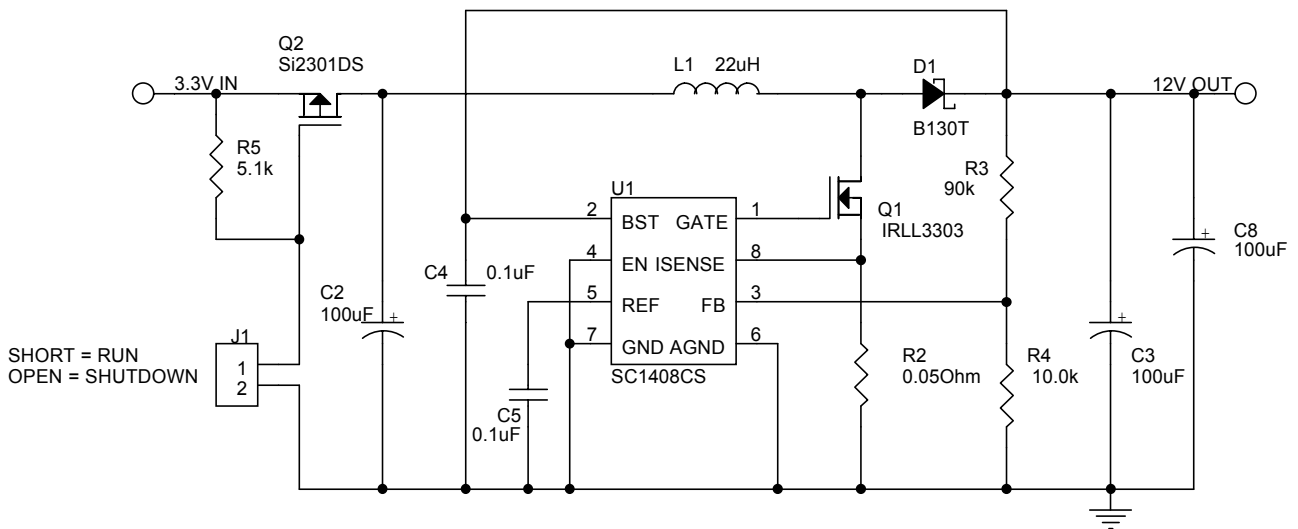 Q2
Si2301DS
3.3V IN
L1 22uH
D1
B130T
12V OUT
R5
5.1k
R3
90k
U1
2 BST GATE 1
4 EN ISENSE 8
5 REF FB 3
7 GND AGND 6
SC1408CS
Q1
IRLL3303
C8
+
100uF
C4 0.1uF
C2
100uF +
J1
1
2
SHORT = RUN
OPEN = SHUTDOWN
C5
0.1uF
R2
0.05Ohm
R4
10.0k
+
C3
100uF